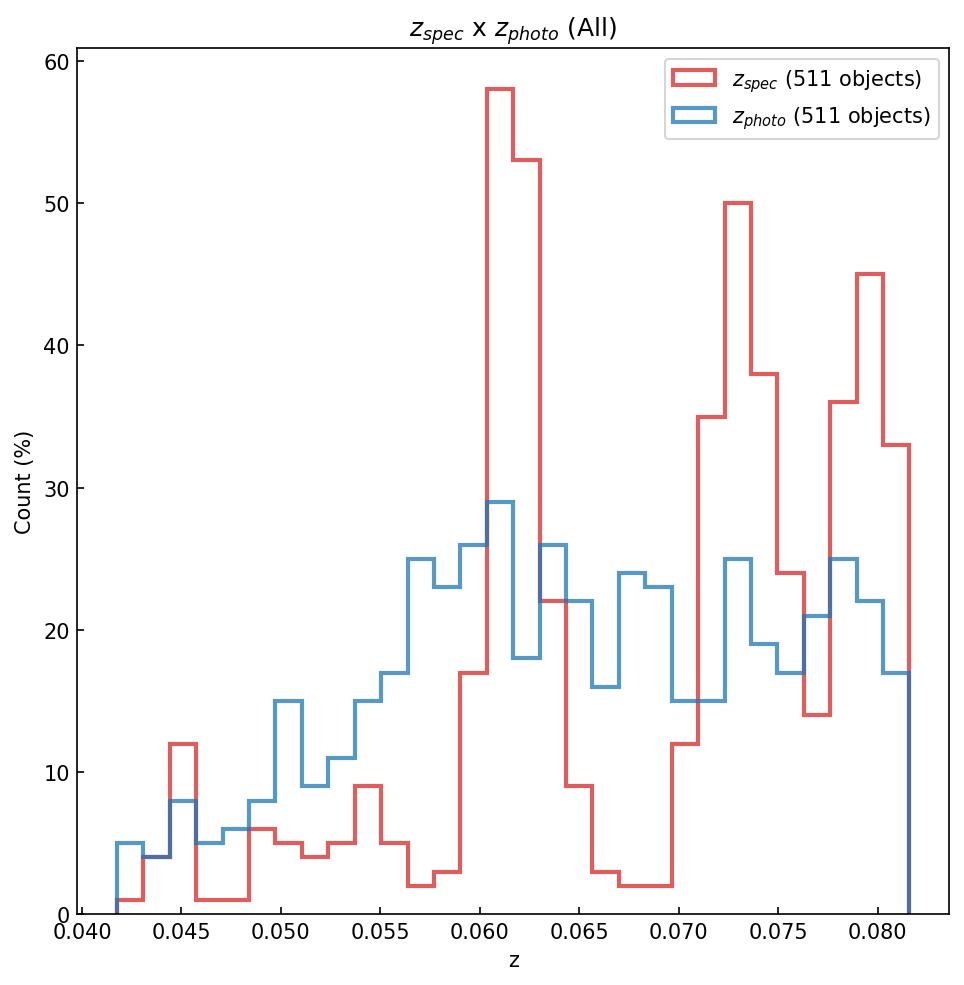 z_spec x z_photo (All)
z_spec (511 objects)
z_photo (511 objects)
Count (%)
60
50
40
30
20
10
0
0.040 0.045 0.050 0.055 0.060 0.065 0.070 0.075 0.080
z